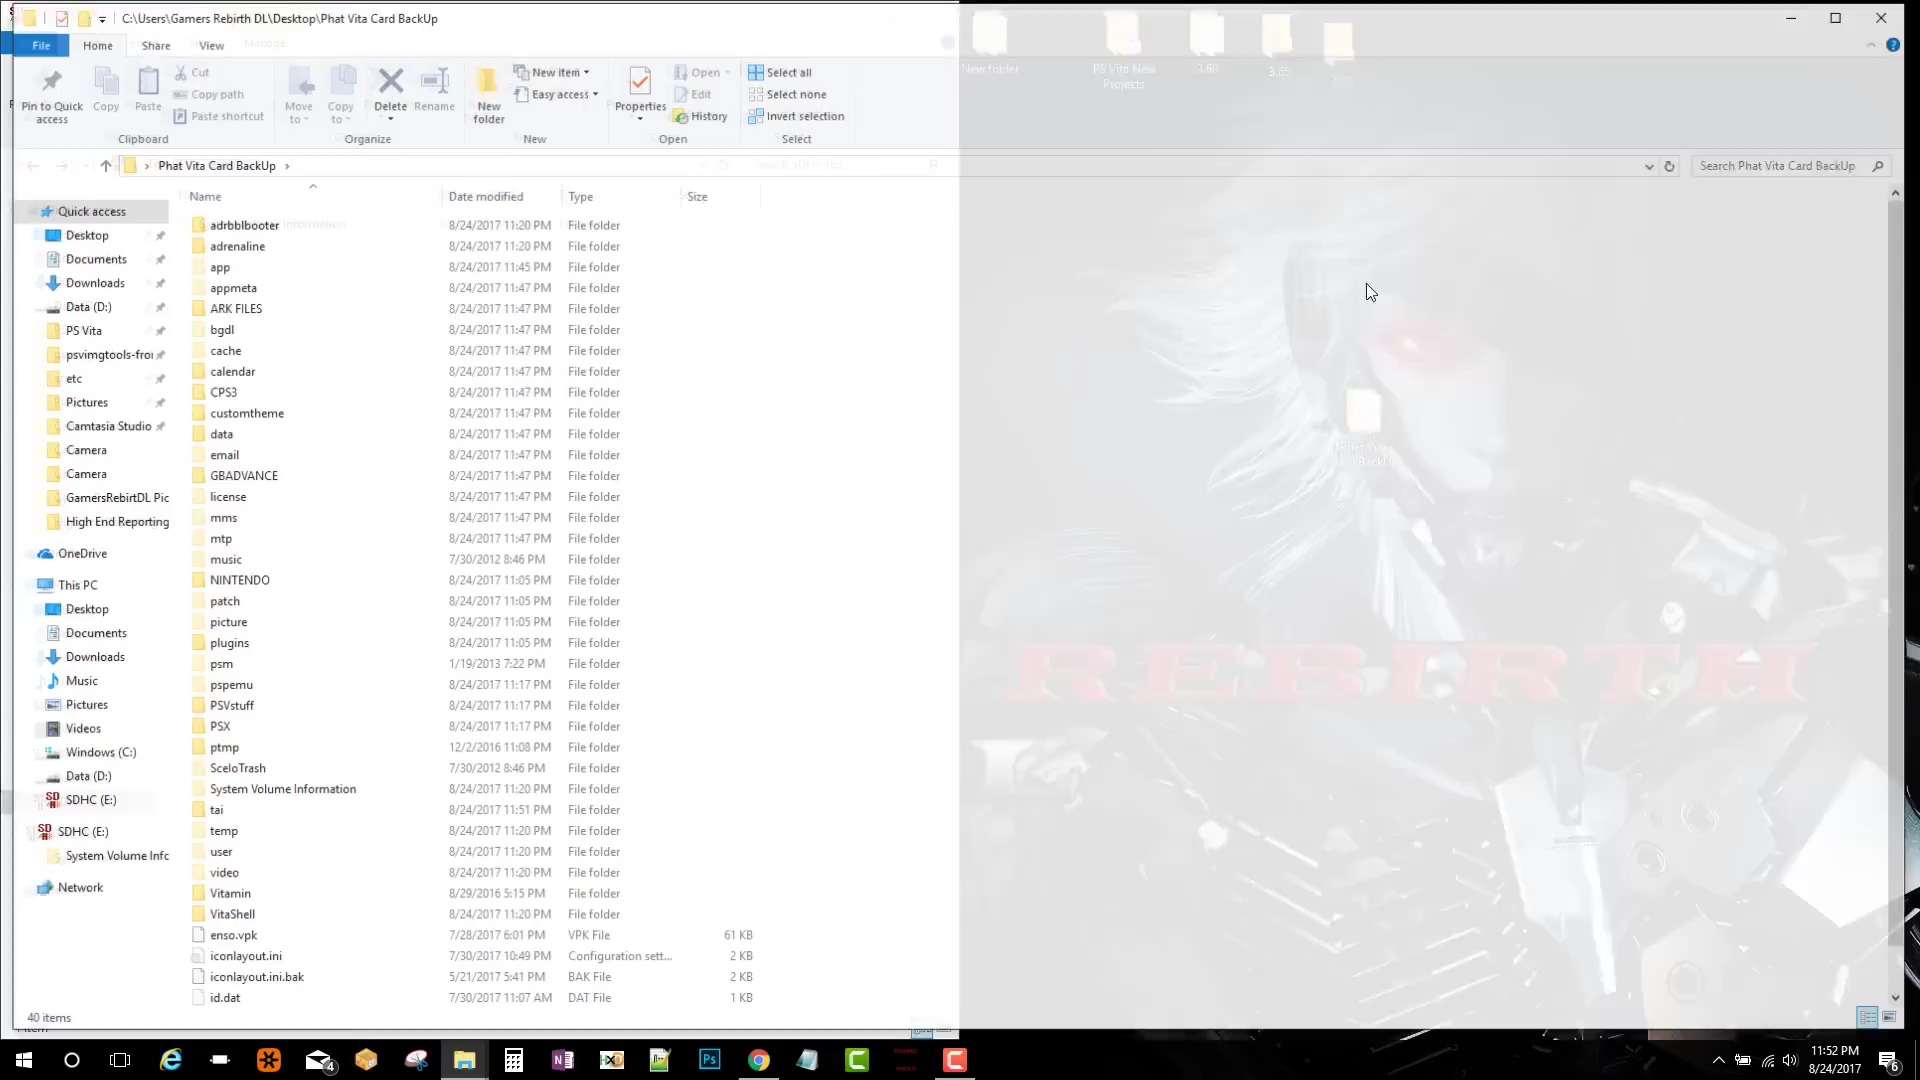 C:\Users\Gamers Rebirth DL\Desktop\Phat Vita Card BackUp
File Home Share View Manage
Pin to Quick access
Copy
Paste
Cut
Copy path
Paste shortcut
Clipboard
Move to
Copy to
Delete
Rename
Organize
New folder
New item
Easy access
New
Properties
Open
Edit
History
Open
Select all
Select none
Invert selection
Select
New folder
PS Vita New Projects
3.60
3.65
Phat Vita Card BackUp
Search Phat Vita Card BackUp
Name Date modified Type Size
Quick access
Desktop
Documents
Downloads
Data (D:)
PS Vita
psvimgtools-fro
etc
Pictures
Camtasia Studio
Camera
Camera
GamersRebirtDL Pic
High End Reporting
OneDrive
This PC
Desktop
Documents
Downloads
Music
Pictures
Videos
Windows (C:)
Data (D:)
SDHC (E:)
SDHC (E:)
System Volume Infc
Network
adrbblbooter 8/24/2017 11:20 PM File folder
adrenaline 8/24/2017 11:20 PM File folder
app 8/24/2017 11:45 PM File folder
appmeta 8/24/2017 11:47 PM File folder
ARK FILES 8/24/2017 11:47 PM File folder
bgdl 8/24/2017 11:47 PM File folder
cache 8/24/2017 11:47 PM File folder
calendar 8/24/2017 11:47 PM File folder
CPS3 8/24/2017 11:47 PM File folder
customtheme 8/24/2017 11:47 PM File folder
data 8/24/2017 11:47 PM File folder
email 8/24/2017 11:47 PM File folder
GBADVANCE 8/24/2017 11:47 PM File folder
license 8/24/2017 11:47 PM File folder
mms 8/24/2017 11:47 PM File folder
mtp 8/24/2017 11:47 PM File folder
music 7/30/2012 8:46 PM File folder
NINTENDO 8/24/2017 11:05 PM File folder
patch 8/24/2017 11:05 PM File folder
picture 8/24/2017 11:05 PM File folder
plugins 8/24/2017 11:05 PM File folder
psm 1/19/2013 7:22 PM File folder
pspemu 8/24/2017 11:17 PM File folder
PSVstuff 8/24/2017 11:17 PM File folder
PSX 8/24/2017 11:17 PM File folder
ptmp 12/2/2016 11:08 PM File folder
SceIoTrash 7/30/2012 8:46 PM File folder
System Volume Information 8/24/2017 11:20 PM File folder
tai 8/24/2017 11:51 PM File folder
temp 8/24/2017 11:20 PM File folder
user 8/24/2017 11:20 PM File folder
video 8/24/2017 11:20 PM File folder
Vitamin 8/29/2016 5:15 PM File folder
VitaShell 8/24/2017 11:20 PM File folder
enso.vpk 7/28/2017 6:01 PM VPK File 61 KB
iconlayout.ini 7/30/2017 10:49 PM Configuration sett... 2 KB
iconlayout.ini.bak 5/21/2017 5:41 PM BAK File 2 KB
id.dat 7/30/2017 11:07 AM DAT File 1 KB
REBIRTH
40 items
11:52 PM
8/24/2017